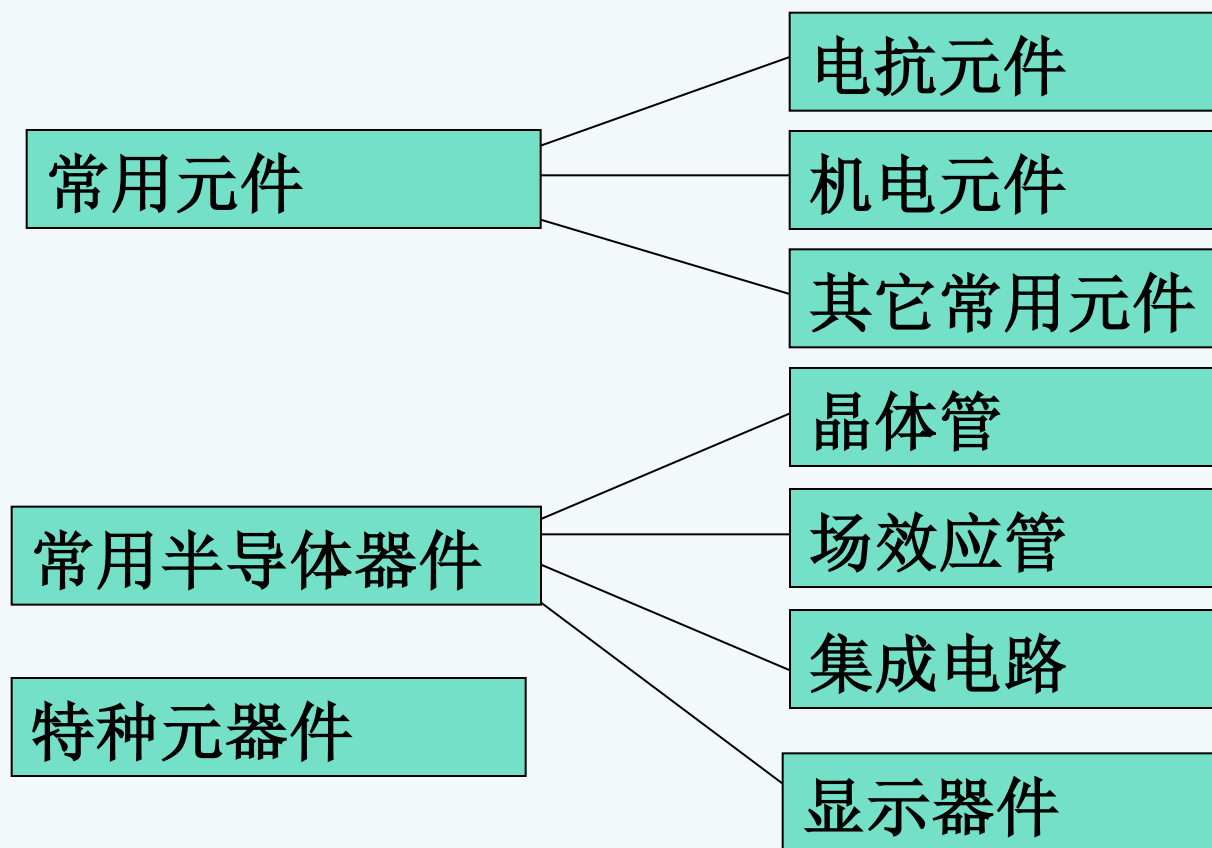 常用元件
电抗元件
机电元件
其它常用元件
常用半导体器件
晶体管
场效应管
集成电路
显示器件
特种元器件